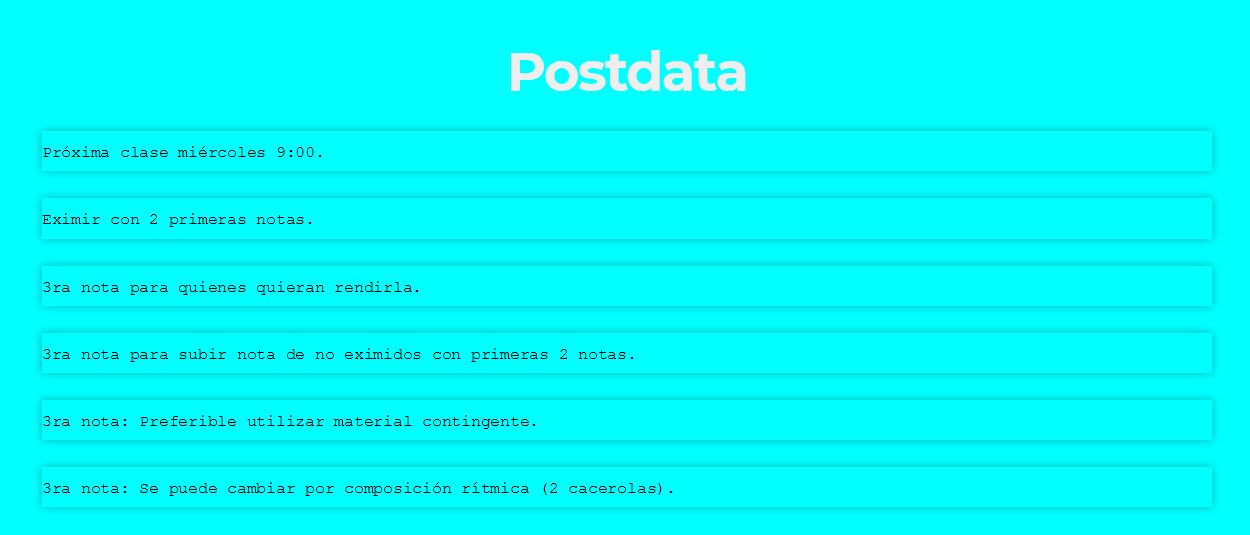 Postdata
Próxima clase miércoles 9:00.
Eximir con 2 primeras notas.
3ra nota para quienes quieran rendirla.
3ra nota para subir nota de no eximidos con primeras 2 notas.
3ra nota: Preferible utilizar material contingente.
3ra nota: Se puede cambiar por composición rítmica (2 cacerolas).